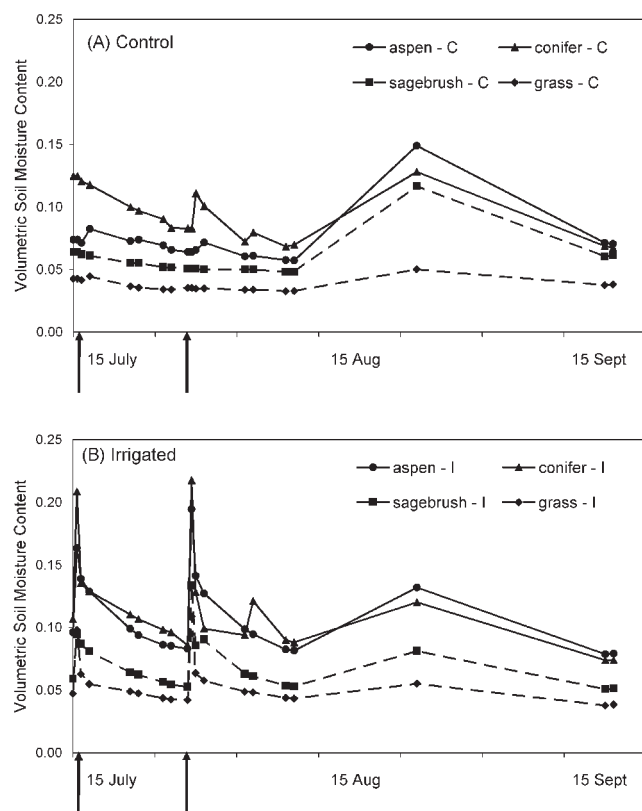 (A) Control
aspen - C
conifer - C
sagebrush - C
grass - C
Volumetric Soil Moisture Content
0.25
0.20
0.15
0.10
0.05
0.00
15 July
15 Aug
15 Sept
(B) Irrigated
aspen - I
conifer - I
sagebrush - I
grass - I
Volumetric Soil Moisture Content
0.25
0.20
0.15
0.10
0.05
0.00
15 July
15 Aug
15 Sept